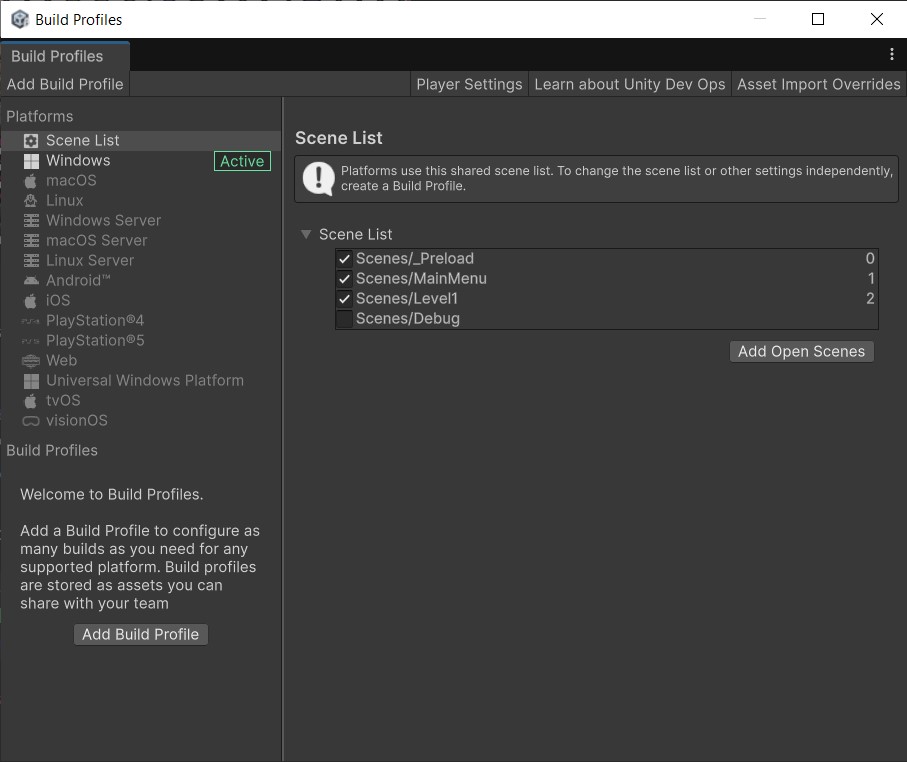 Build Profiles
Build Profiles
Add Build Profile
Player Settings
Learn about Unity Dev Ops
Asset Import Overrides
Platforms
Scene List
Windows
Active
macOS
Linux
Windows Server
macOS Server
Linux Server
Android™
iOS
PlayStation®4
PlayStation®5
Web
Universal Windows Platform
tvOS
visionOS
Build Profiles
Welcome to Build Profiles.
Add a Build Profile to configure as
many builds as you need for any
supported platform. Build profiles
are stored as assets you can
share with your team
Add Build Profile
Scene List
Platforms use this shared scene list. To change the scene list or other settings independently,
create a Build Profile.
Scene List
Scenes/_Preload 0
Scenes/MainMenu 1
Scenes/Level1 2
Scenes/Debug
Add Open Scenes